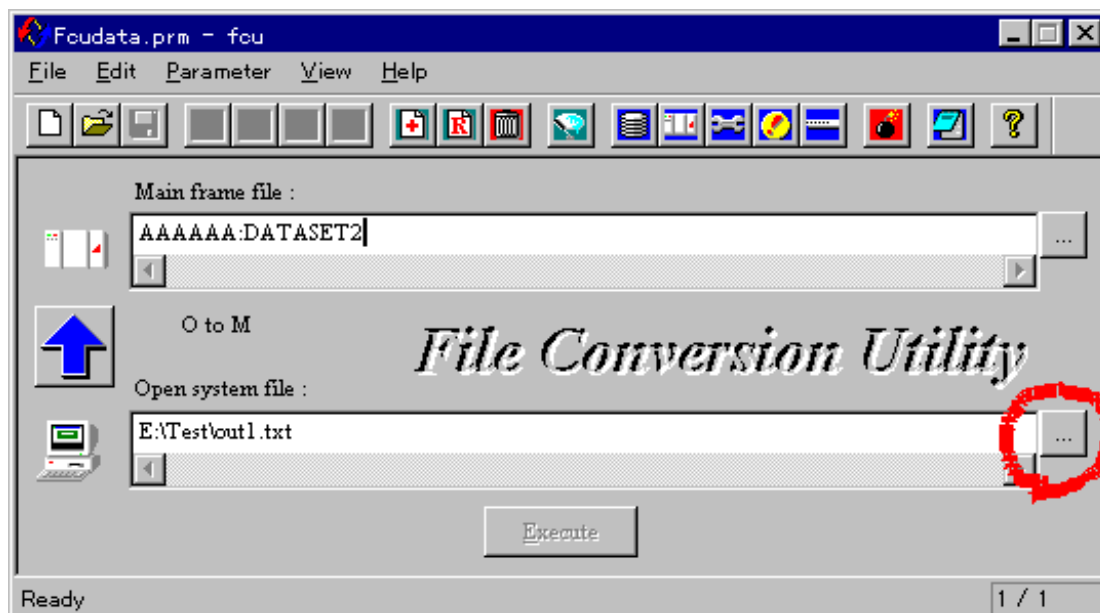 Fcudata.prm - fcu
File Edit Parameter View Help
R ?
Main frame file :
AAAAAA:DATASET2
...
O to M
File Conversion Utility
Open system file :
E:\Test\out1.txt
...
Execute
Ready
1 / 1